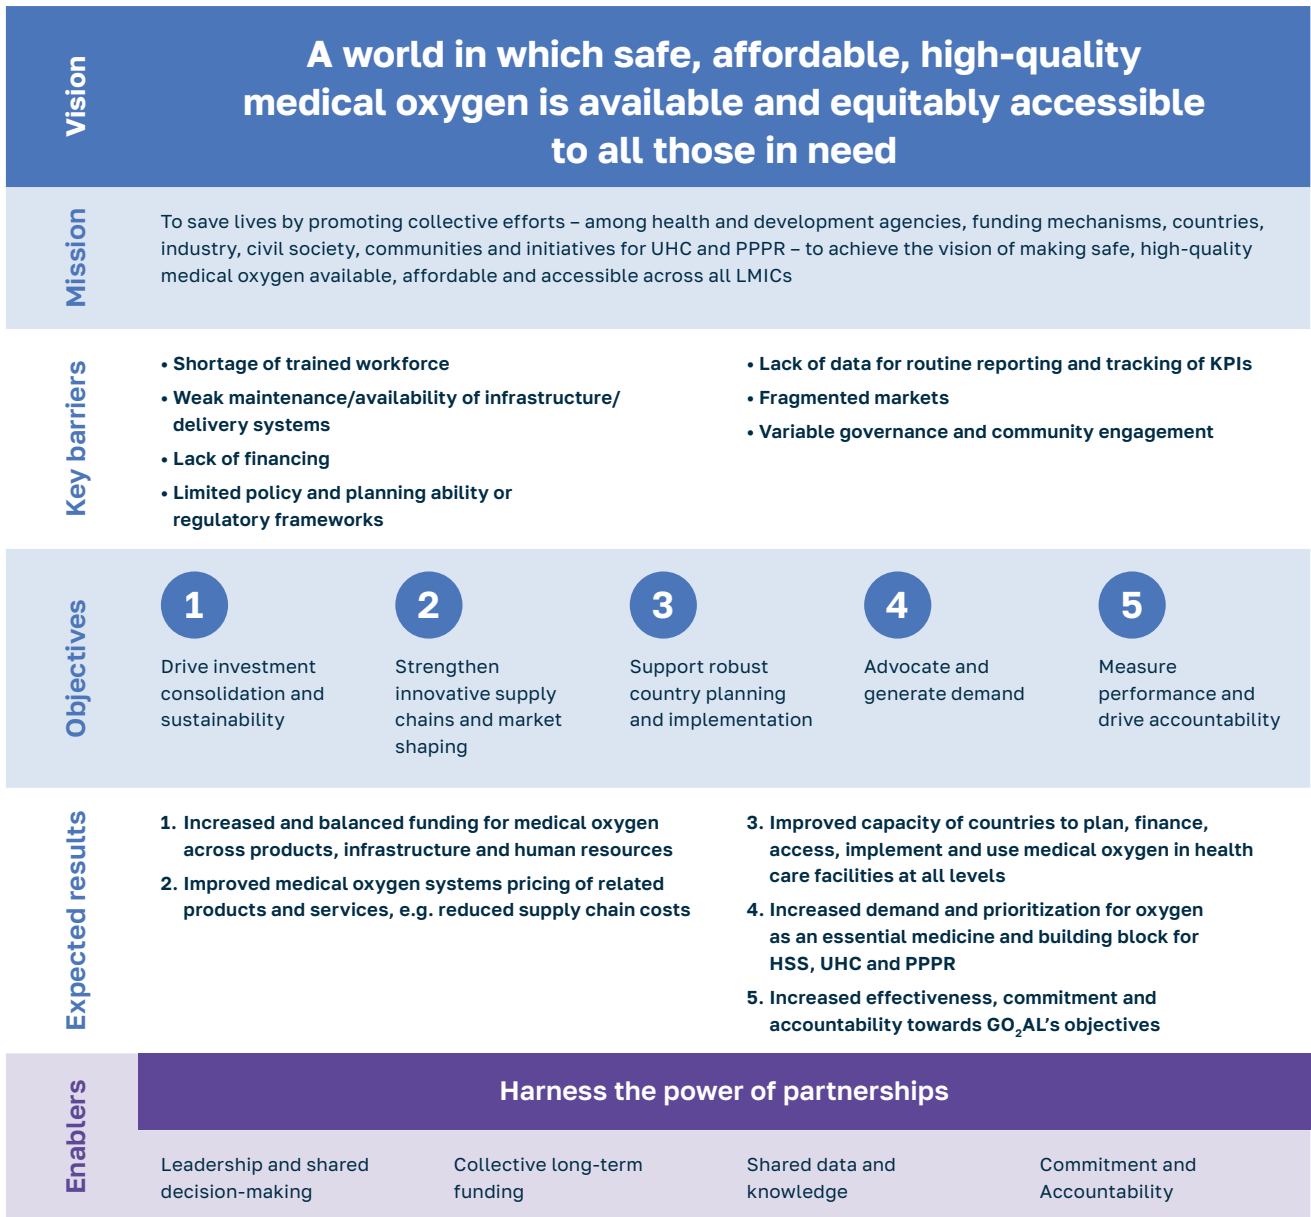 Vision
A world in which safe, affordable, high-quality
medical oxygen is available and equitably accessible
to all those in need
Mission
To save lives by promoting collective efforts – among health and development agencies, funding mechanisms, countries,
industry, civil society, communities and initiatives for UHC and PPPR – to achieve the vision of making safe, high-quality
medical oxygen available, affordable and accessible across all LMICs
Key barriers
• Shortage of trained workforce
• Weak maintenance/availability of infrastructure/
delivery systems
• Lack of financing
• Limited policy and planning ability or
regulatory frameworks
• Lack of data for routine reporting and tracking of KPIs
• Fragmented markets
• Variable governance and community engagement
Objectives
1
Drive investment
consolidation and
sustainability
2
Strengthen
innovative supply
chains and market
shaping
3
Support robust
country planning
and implementation
4
Advocate and
generate demand
5
Measure
performance and
drive accountability
Expected results
1. Increased and balanced funding for medical oxygen
across products, infrastructure and human resources
2. Improved medical oxygen systems pricing of related
products and services, e.g. reduced supply chain costs
3. Improved capacity of countries to plan, finance,
access, implement and use medical oxygen in health
care facilities at all levels
4. Increased demand and prioritization for oxygen
as an essential medicine and building block for
HSS, UHC and PPPR
5. Increased effectiveness, commitment and
accountability towards GO₂AL’s objectives
Enablers
Harness the power of partnerships
Leadership and shared
decision-making
Collective long-term
funding
Shared data and
knowledge
Commitment and
Accountability